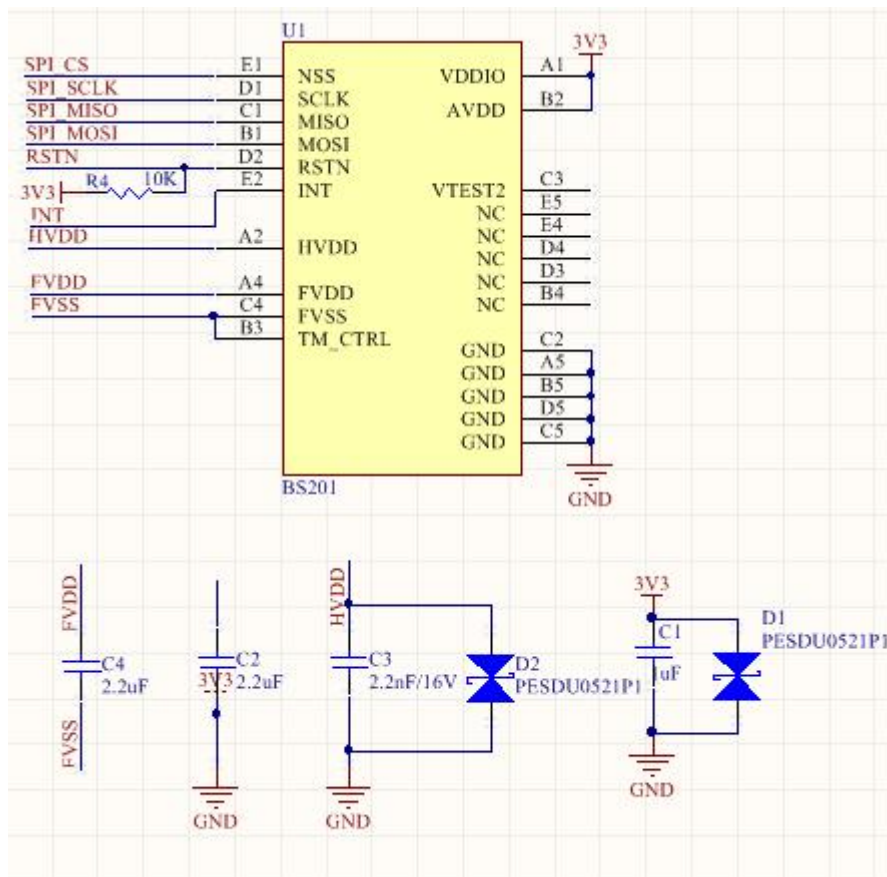 U1
3V3
SPI_CS E1 NSS VDDIO A1
SPI_SCLK D1 SCLK
AVDD B2
SPI_MISO C1 MISO
SPI_MOSI B1 MOSI
RSTN D2 RSTN
3V3 R4 10K E2 INT VTEST2 C3
INT
NC E5
HVDD A2 HVDD NC E4
NC D4
FVDD A4 FVDD NC D3
FVSS C4 FVSS NC B4
B3 TM_CTRL
GND C2
GND A5
GND B5
GND D5
GND C5
BS201
GND
FVDD
C4
2.2uF
FVSS
C2
3V3 2.2uF
GND
HVDD
C3
2.2nF/16V
D2
PESDU0521P1
GND
3V3
C1
1uF
D1
PESDU0521P1
GND